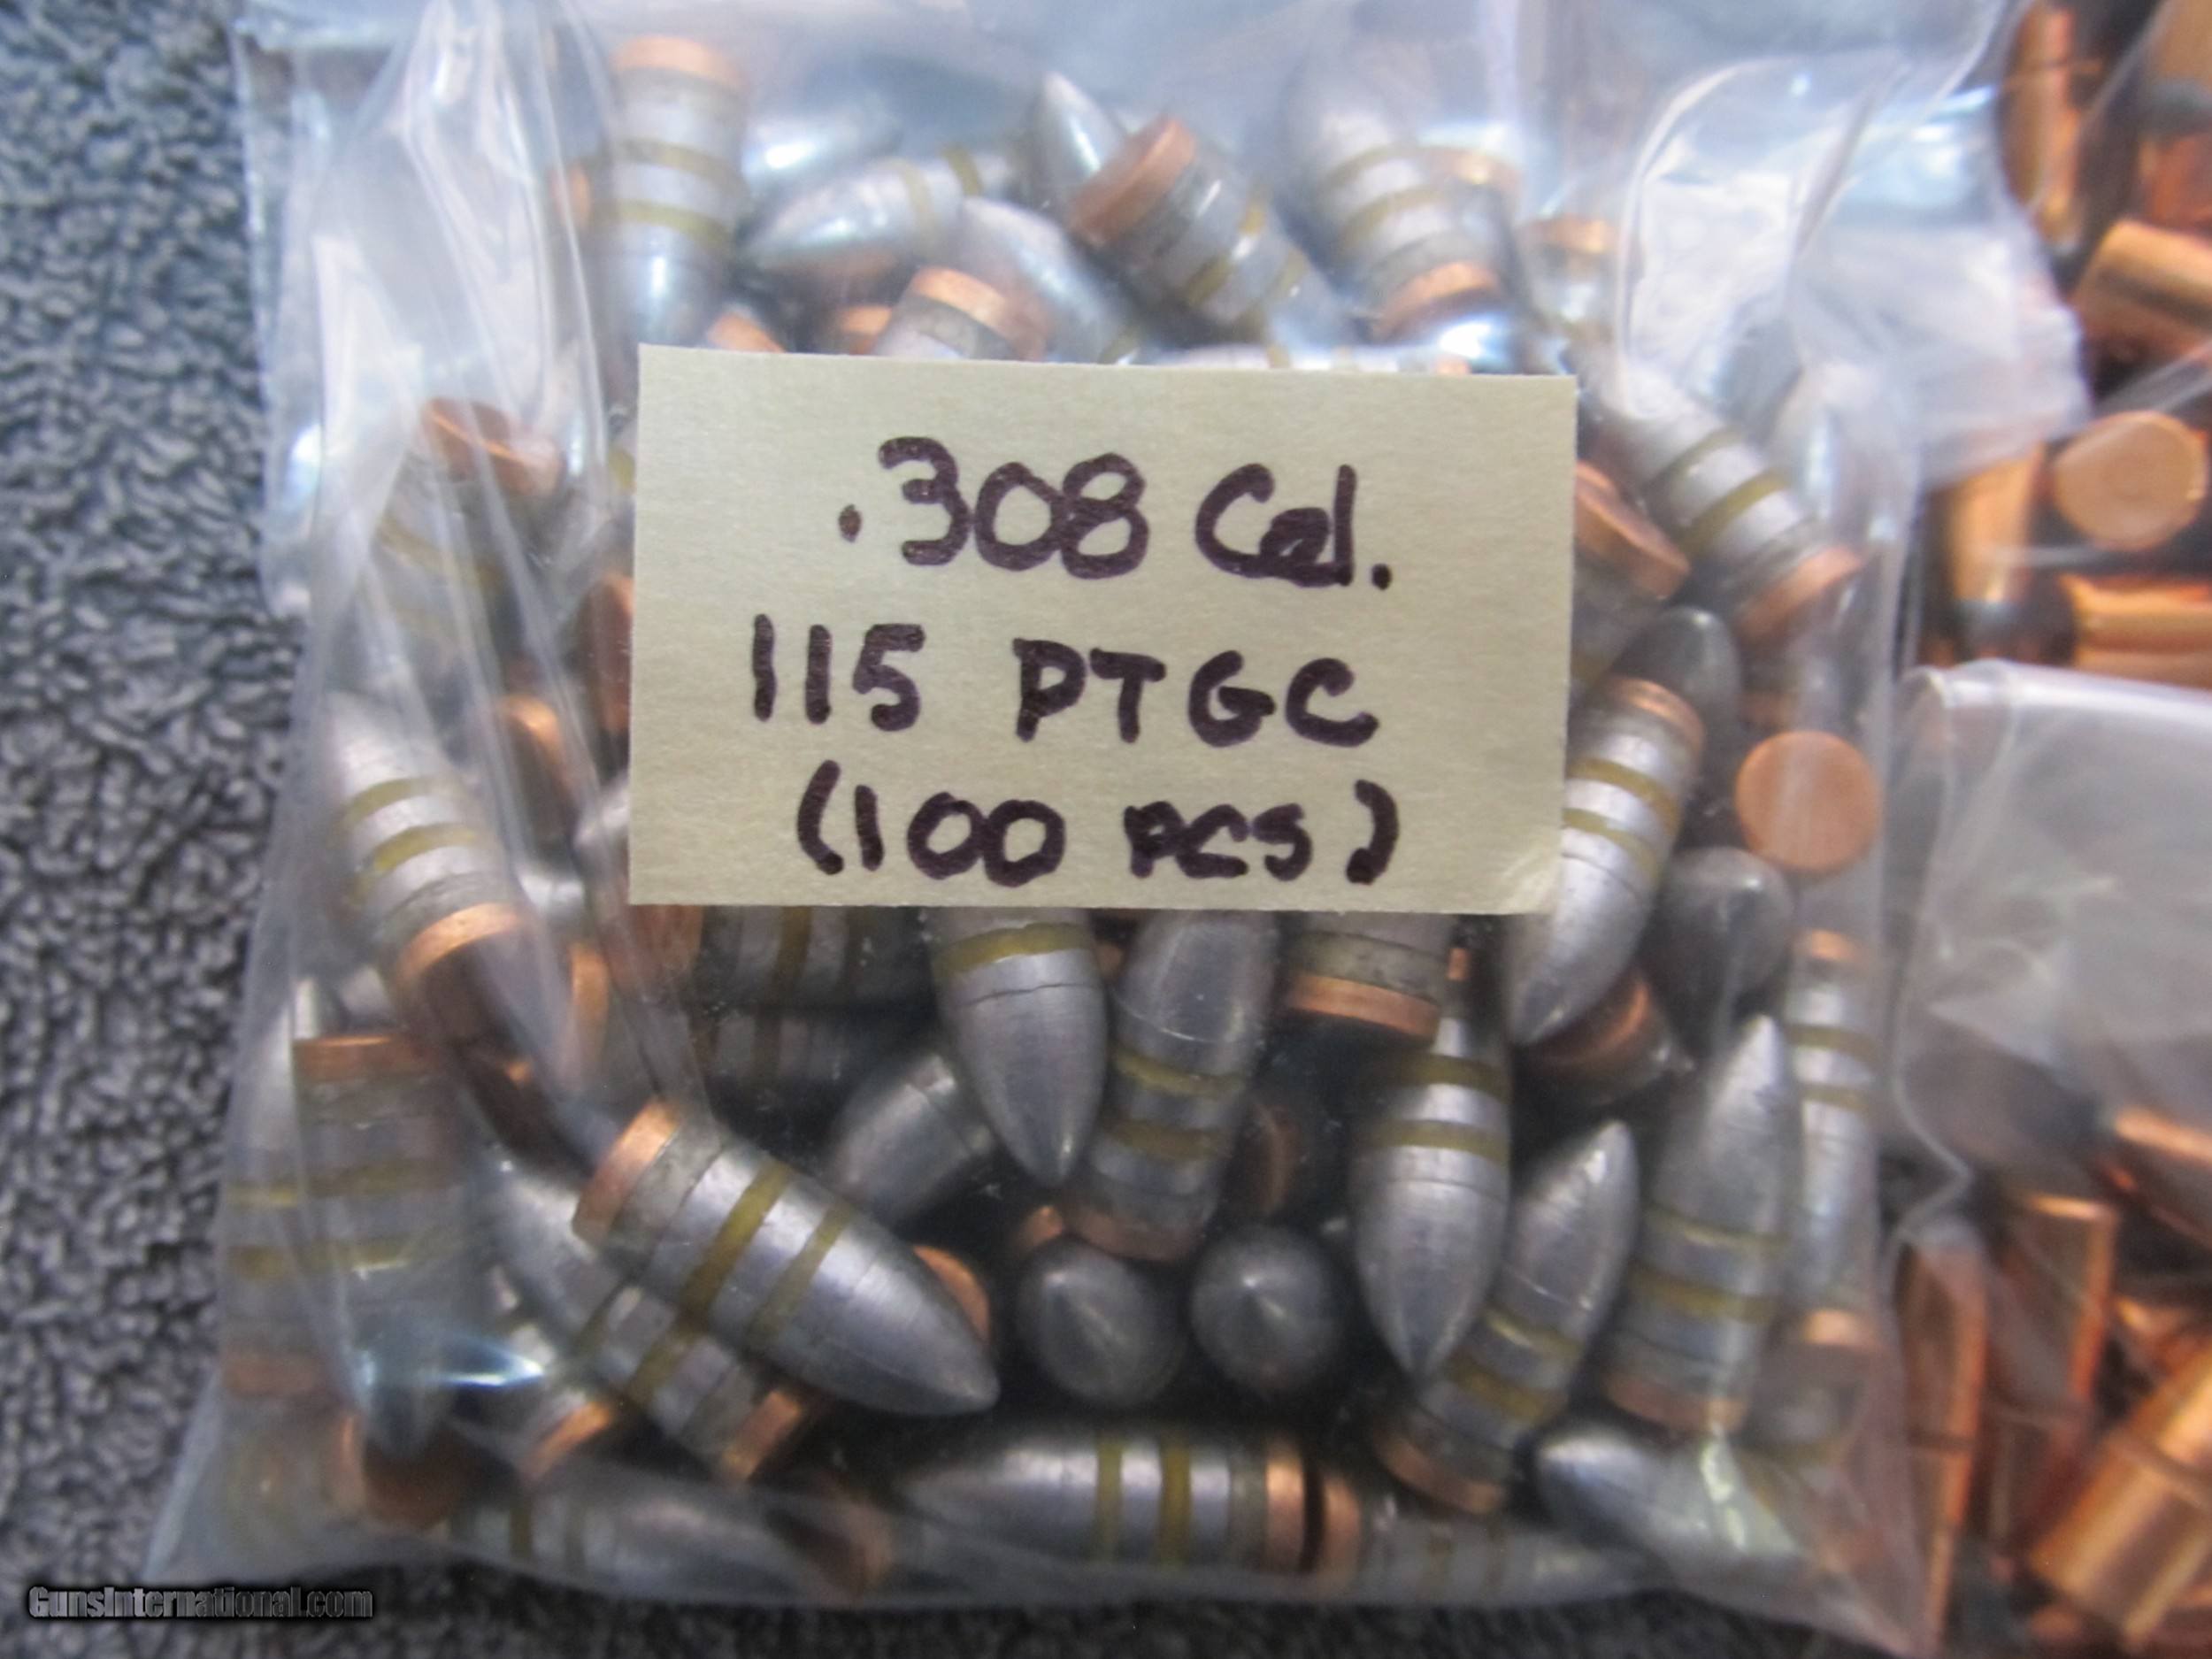 .308 Cal.
115 PTGC
(100 PCS)
GunsInternational.com